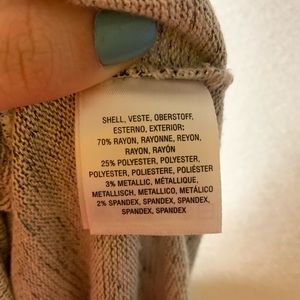 SHELL, VESTE, OBERSTOFF,
ESTERNO, EXTERIOR:
70% RAYON, RAYONNE, REYON,
RAYON, RAYÓN
25% POLYESTER, POLYESTER,
POLYESTER, POLIESTERE, POLIÉSTER
3% METALLIC, MÉTALLIQUE,
METALLISCH, METALLICO, METÁLICO
2% SPANDEX, SPANDEX, SPANDEX,
SPANDEX, SPANDEX